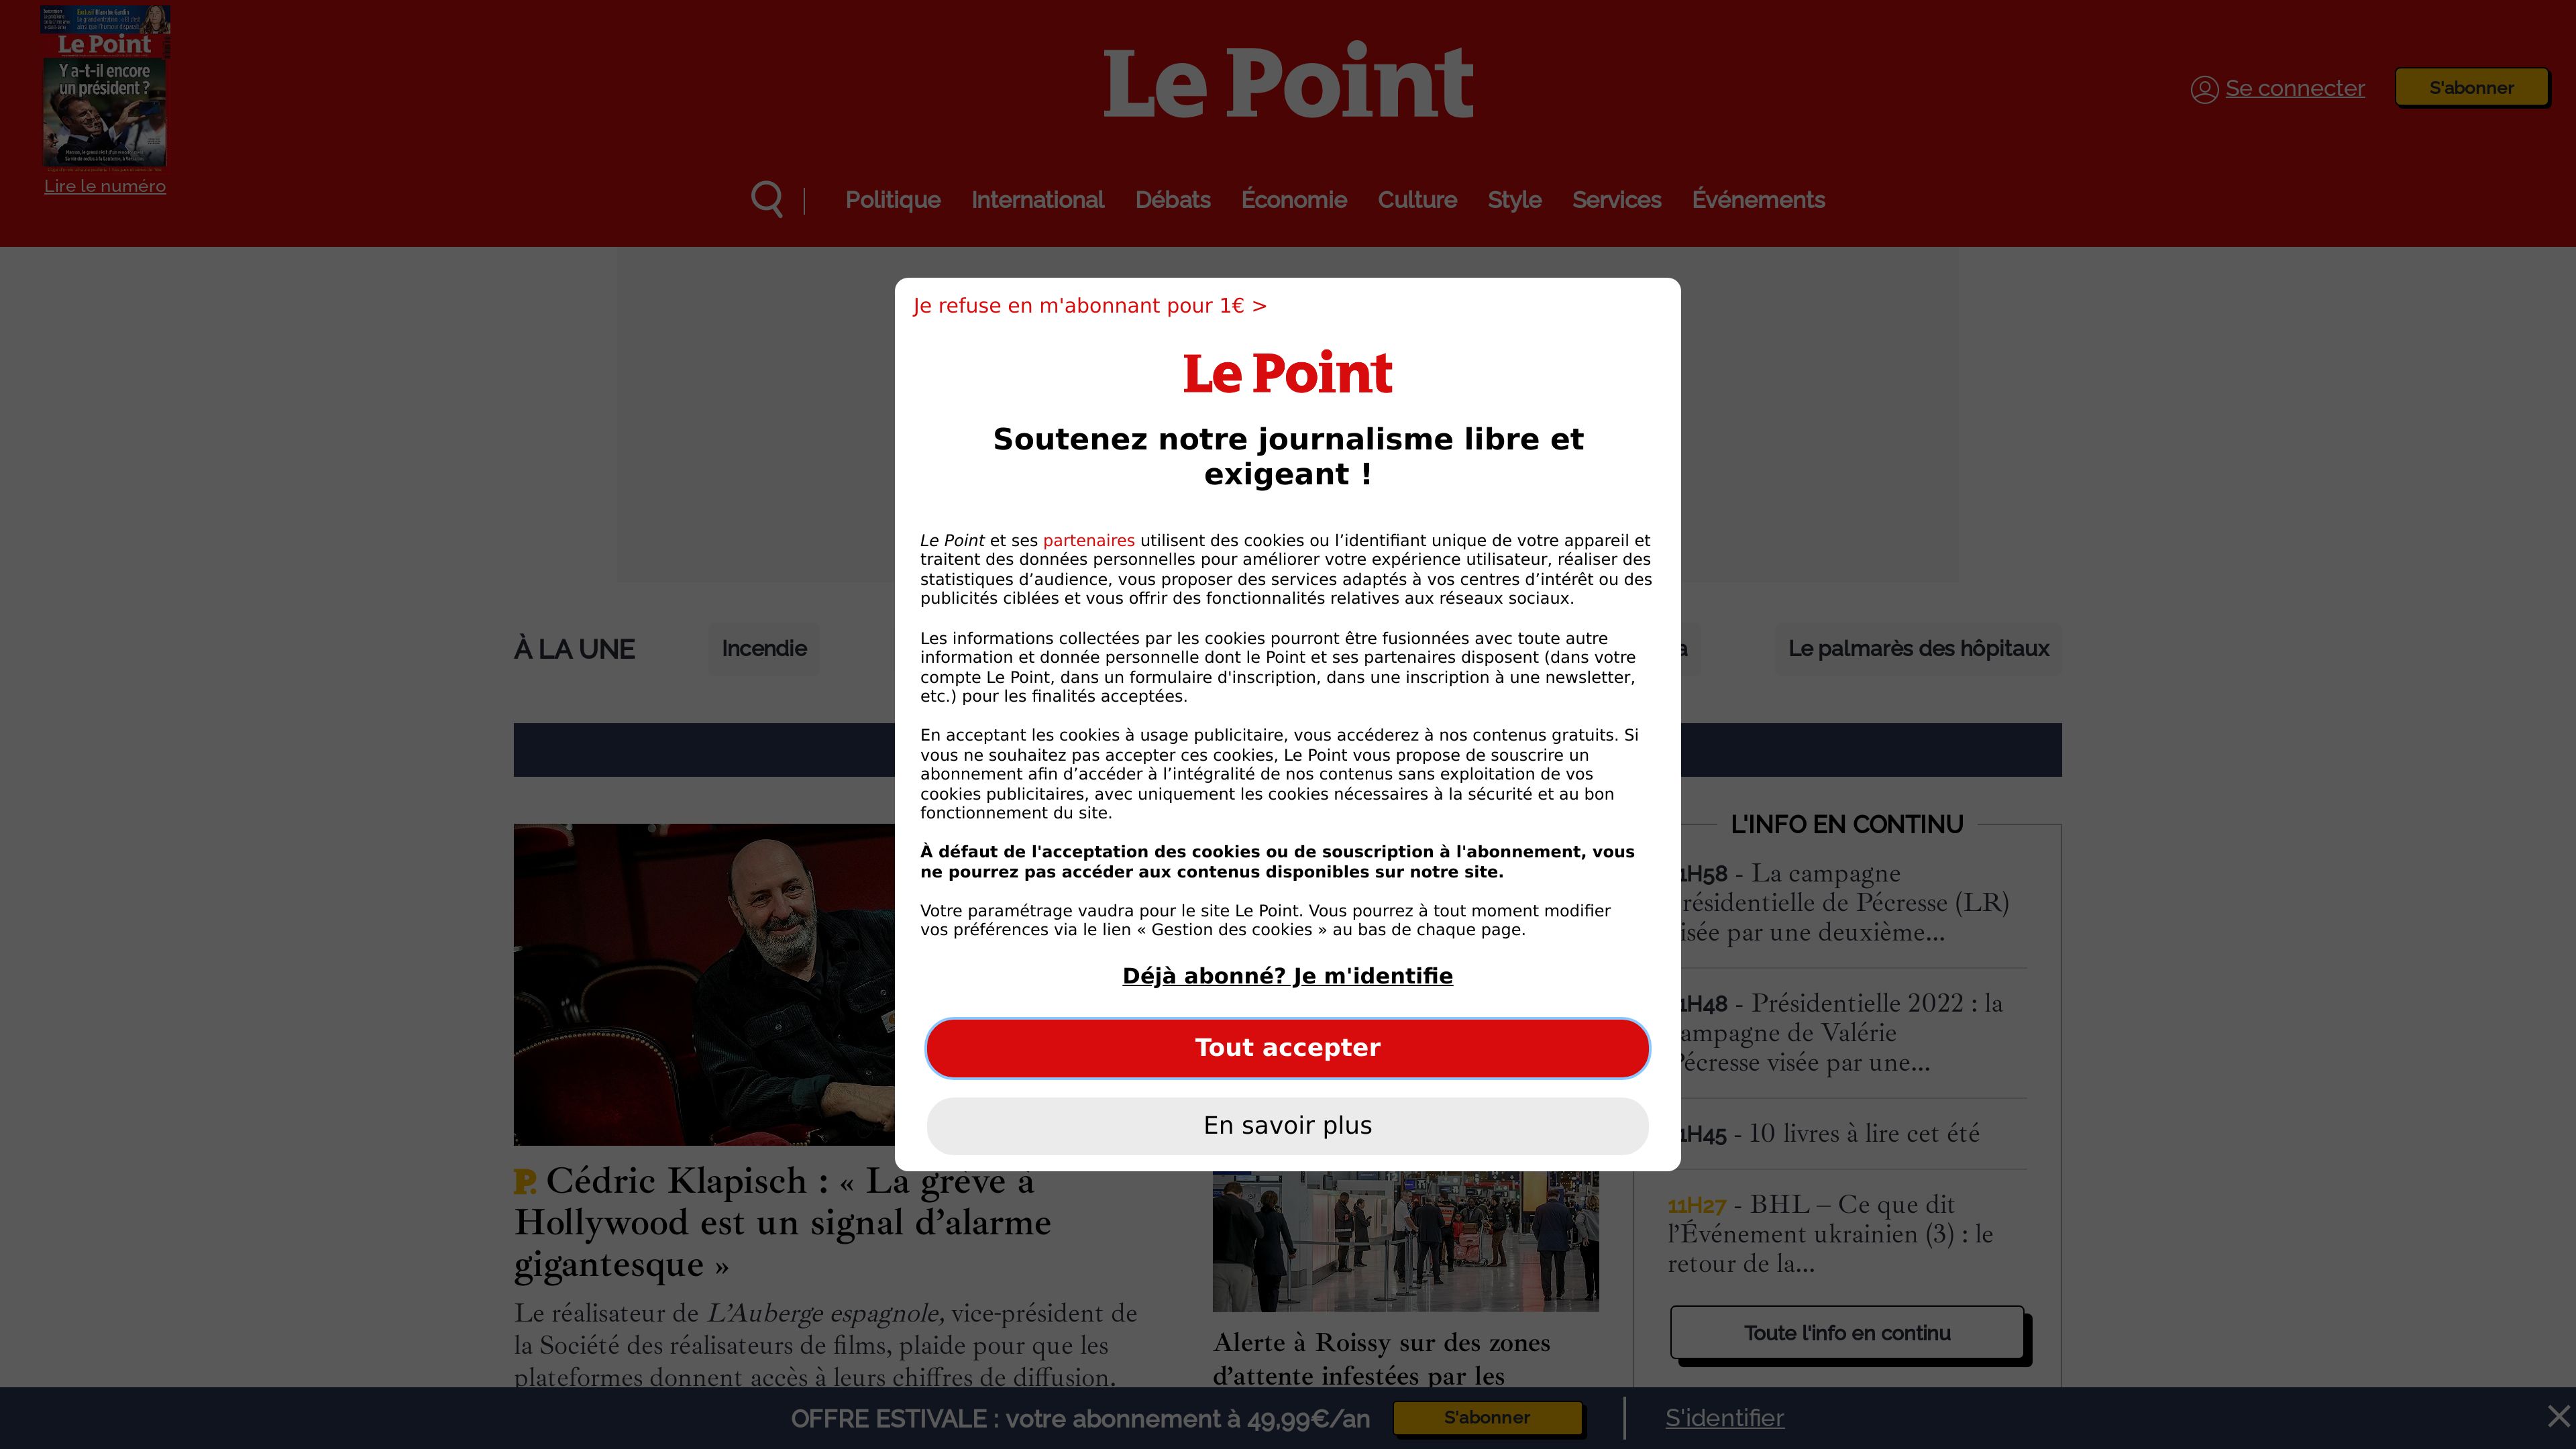 Exclusif Blanche Gardin
Le Point
Y a-t-il encore
un président ?
Lire le numéro
Le Point
Se connecter
S'abonner
Politique
International
Débats
Économie
Culture
Style
Services
Événements
Je refuse en m'abonnant pour 1€ >
Le Point
Soutenez notre journalisme libre et
exigeant !
Le Point et ses partenaires utilisent des cookies ou l’identifiant unique de votre appareil et
traitent des données personnelles pour améliorer votre expérience utilisateur, réaliser des
statistiques d’audience, vous proposer des services adaptés à vos centres d’intérêt ou des
publicités ciblées et vous offrir des fonctionnalités relatives aux réseaux sociaux.
Les informations collectées par les cookies pourront être fusionnées avec toute autre
information et donnée personnelle dont le Point et ses partenaires disposent (dans votre
compte Le Point, dans un formulaire d'inscription, dans une inscription à une newsletter,
etc.) pour les finalités acceptées.
En acceptant les cookies à usage publicitaire, vous accéderez à nos contenus gratuits. Si
vous ne souhaitez pas accepter ces cookies, Le Point vous propose de souscrire un
abonnement afin d’accéder à l’intégralité de nos contenus sans exploitation de vos
cookies publicitaires, avec uniquement les cookies nécessaires à la sécurité et au bon
fonctionnement du site.
À défaut de l'acceptation des cookies ou de souscription à l'abonnement, vous
ne pourrez pas accéder aux contenus disponibles sur notre site.
Votre paramétrage vaudra pour le site Le Point. Vous pourrez à tout moment modifier
vos préférences via le lien « Gestion des cookies » au bas de chaque page.
Déjà abonné? Je m'identifie
Tout accepter
En savoir plus
À LA UNE
Incendie
a
Le palmarès des hôpitaux
P. Cédric Klapisch : « La grève à
Hollywood est un signal d’alarme
gigantesque »
Le réalisateur de L’Auberge espagnole, vice-président de
la Société des réalisateurs de films, plaide pour que les
plateformes donnent accès à leurs chiffres de diffusion.
Alerte à Roissy sur des zones
d’attente infestées par les
L'INFO EN CONTINU
1H58 - La campagne
résidentielle de Pécresse (LR)
isée par une deuxième...
1H48 - Présidentielle 2022 : la
ampagne de Valérie
Pécresse visée par une...
1H45 - 10 livres à lire cet été
11H27 - BHL – Ce que dit
l’Événement ukrainien (3) : le
retour de la...
Toute l'info en continu
OFFRE ESTIVALE : votre abonnement à 49,99€/an
S'abonner
S'identifier